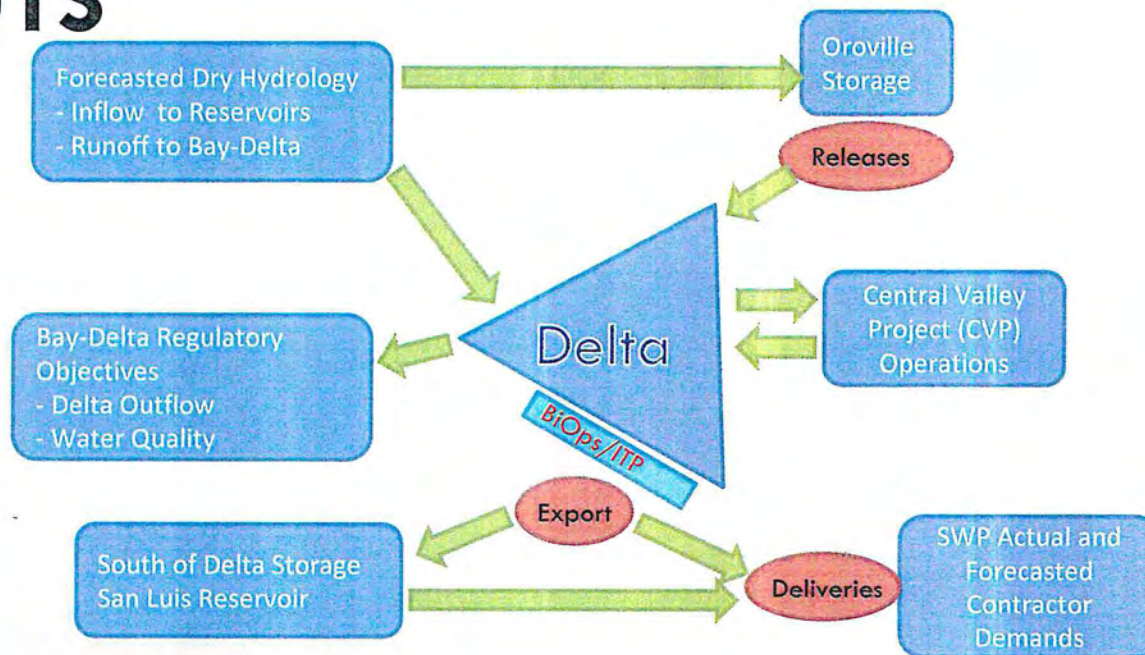 Forecasted Dry Hydrology
- Inflow to Reservoirs
- Runoff to Bay-Delta
Oroville
Storage
Releases
Delta
Central Valley
Project (CVP)
Operations
Bay-Delta Regulatory
Objectives
- Delta Outflow
- Water Quality
BiOps/ITP
Export
South of Delta Storage
San Luis Reservoir
Deliveries
SWP Actual and
Forecasted
Contractor
Demands